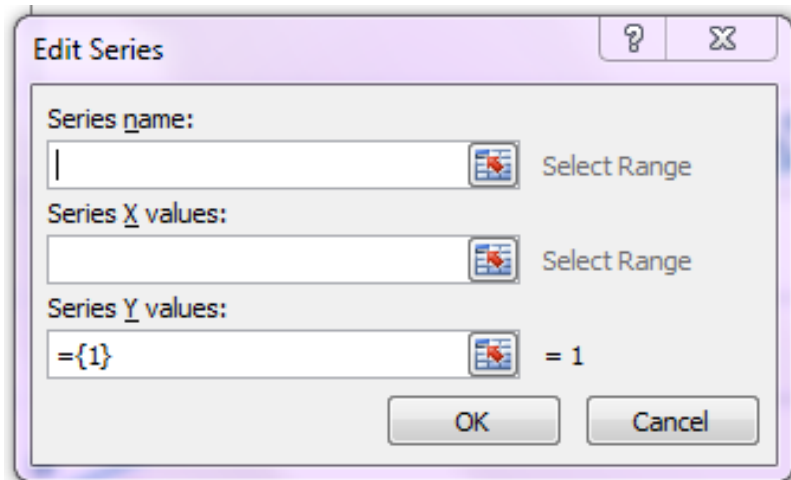 Edit Series
?
Series name:
Select Range
Series X values:
Select Range
Series Y values:
={1}
= 1
OK
Cancel